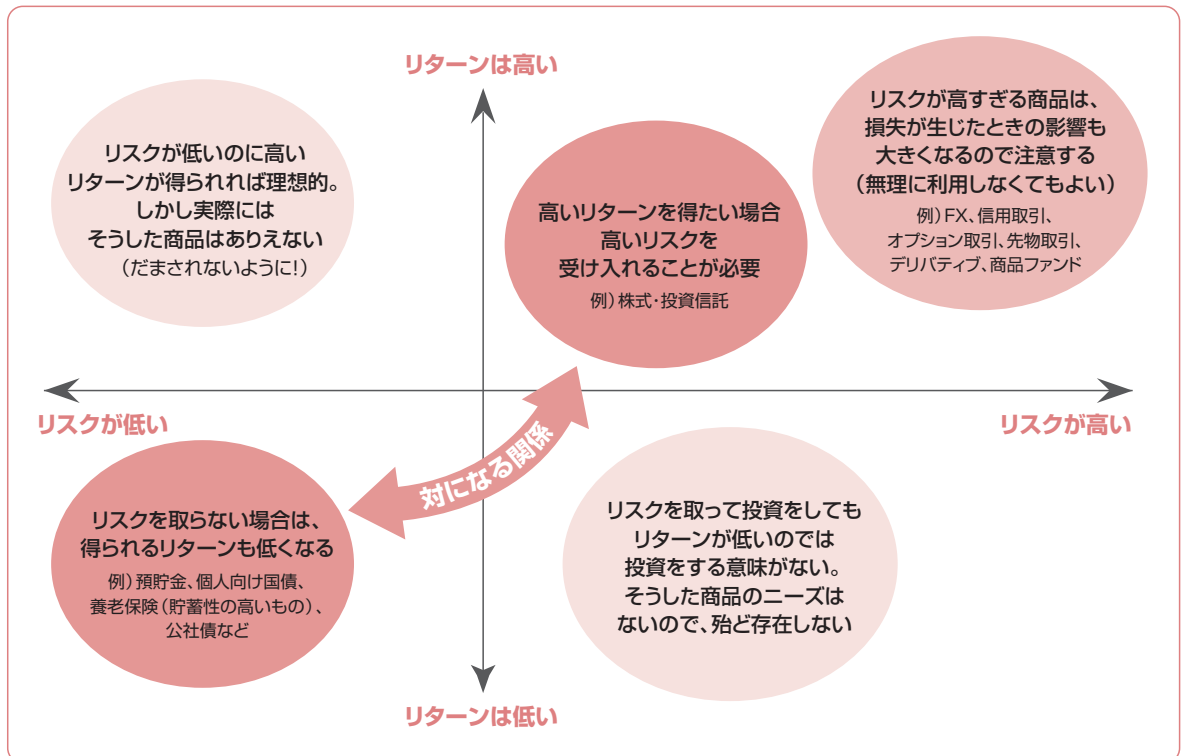 リターンは高い
リスクが低いのに高い
リターンが得られれば理想的。
しかし実際には
そうした商品はありえない
（だまされないように！）
高いリターンを得たい場合
高いリスクを
受け入れることが必要
例）株式・投資信託
リスクが高すぎる商品は、
損失が生じたときの影響も
大きくなるので注意する
（無理に利用しなくてもよい）
例）FX、信用取引、
オプション取引、先物取引、
デリバティブ、商品ファンド
リスクが低い
リスクが高い
対になる関係
リスクを取らない場合は、
得られるリターンも低くなる
例）預貯金、個人向け国債、
養老保険（貯蓄性の高いもの）、
公社債など
リスクを取って投資をしても
リターンが低いのでは
投資をする意味がない。
そうした商品のニーズは
ないので、殆ど存在しない
リターンは低い